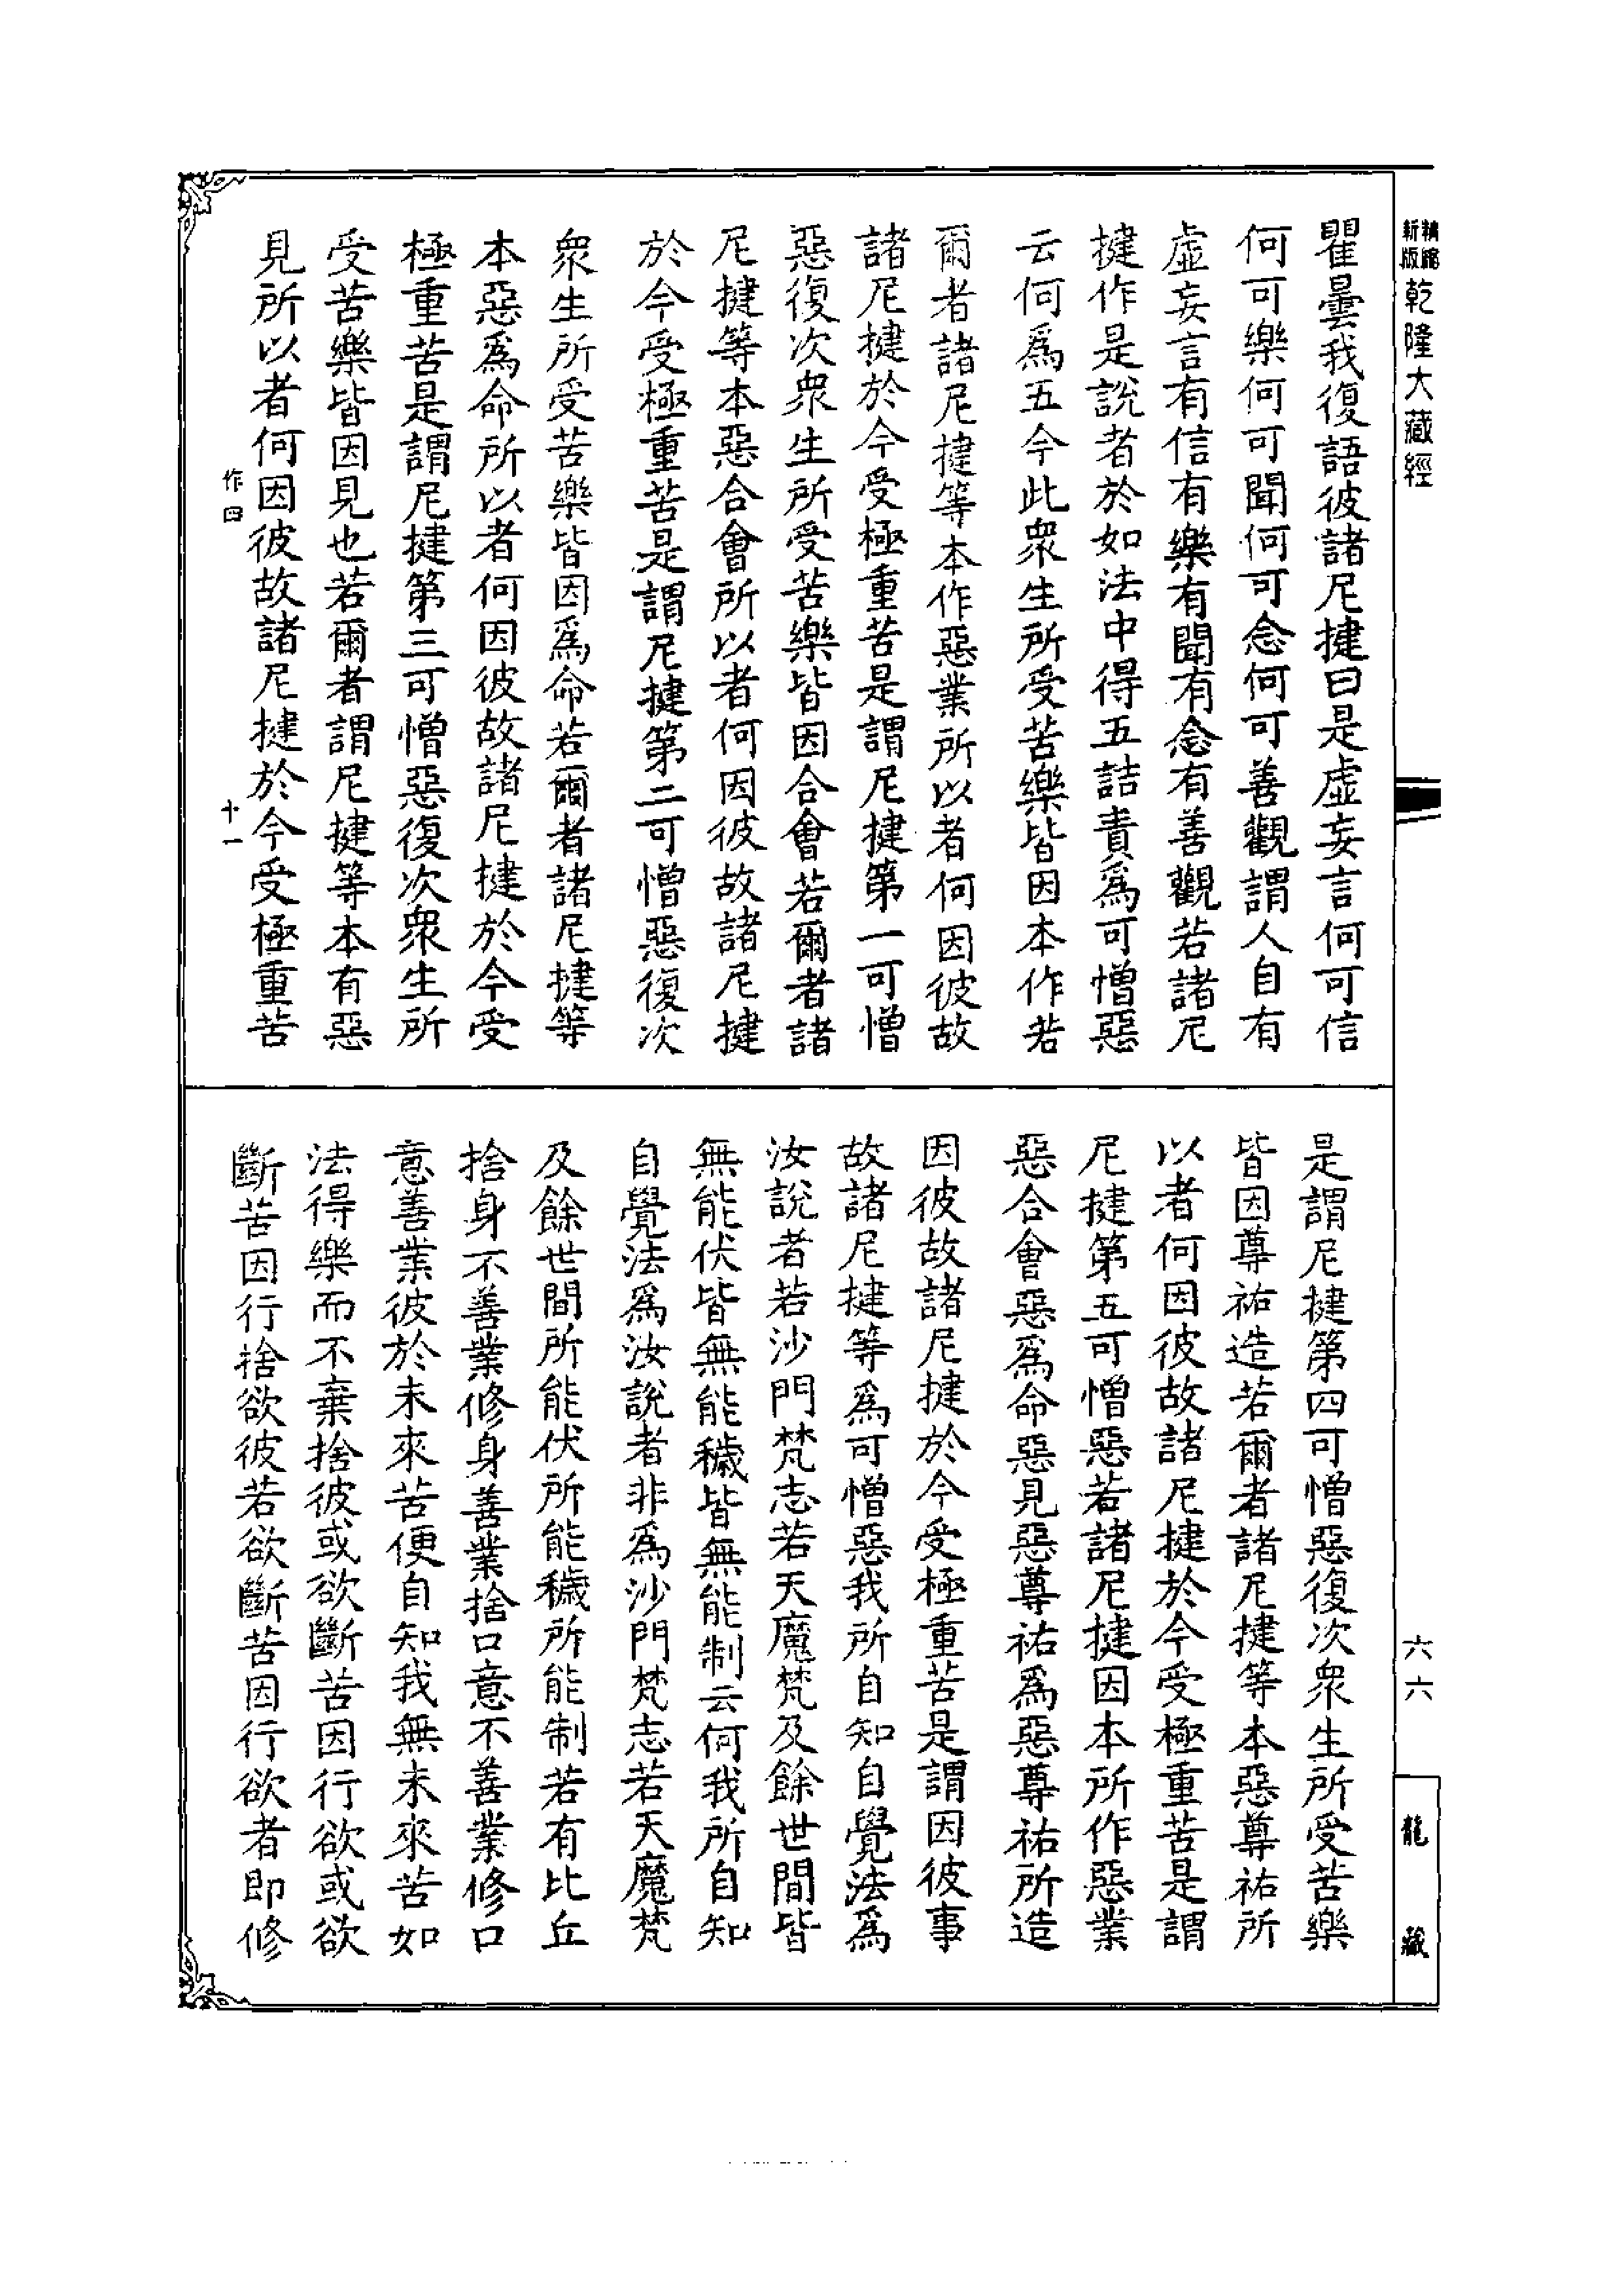 精縮新版乾隆大藏經
瞿曇我復語彼諸尼揵曰是虛妄言何可信
何可樂何可聞何可念何可善觀謂人自有
虛妄言有信有樂有聞有念有善觀若諸尼
揵作是說者於如法中得五詰責為可憎惡
云何為五今此眾生所受苦樂皆因本作若
爾者諸尼揵等本作惡業所以者何因彼故
諸尼揵於今受極重苦是謂尼揵第一可憎
惡復次眾生所受苦樂皆因合會若爾者諸
尼揵等本惡合會所以者何因彼故諸尼揵
於今受極重苦是謂尼揵第二可憎惡復次
眾生所受苦樂皆因為命若爾者諸尼揵等
本惡為命所以者何因彼故諸尼揵於今受
極重苦是謂尼揵第三可憎惡復次眾生所
受苦樂皆因見也若爾者謂尼揵等本有惡
見所以者何因彼故諸尼揵於今受極重苦
作四
十一
是謂尼揵第四可憎惡復次眾生所受苦樂
皆因尊祐造若爾者諸尼揵等本惡尊祐所
以者何因彼故諸尼揵於今受極重苦是謂
尼揵第五可憎惡若諸尼揵因本所作惡業
惡合會惡為命惡見惡尊祐為惡尊祐所造
因彼故諸尼揵於今受極重苦是謂因彼事
故諸尼揵等為可憎惡我所自知自覺法為
汝說者若沙門梵志若天魔梵及餘世間皆
無能伏皆無能穢皆無能制云何我所自知
自覺法為汝說者非為沙門梵志若天魔梵
及餘世間所能伏所能穢所能制若有比丘
捨身不善業修身善業捨口意不善業修口
意善業彼於未來苦便自知我無未來苦如
法得樂而不棄捨彼或欲斷苦因行欲或欲
斷苦因行捨欲彼若欲斷苦因行欲者即修
六六
龍藏